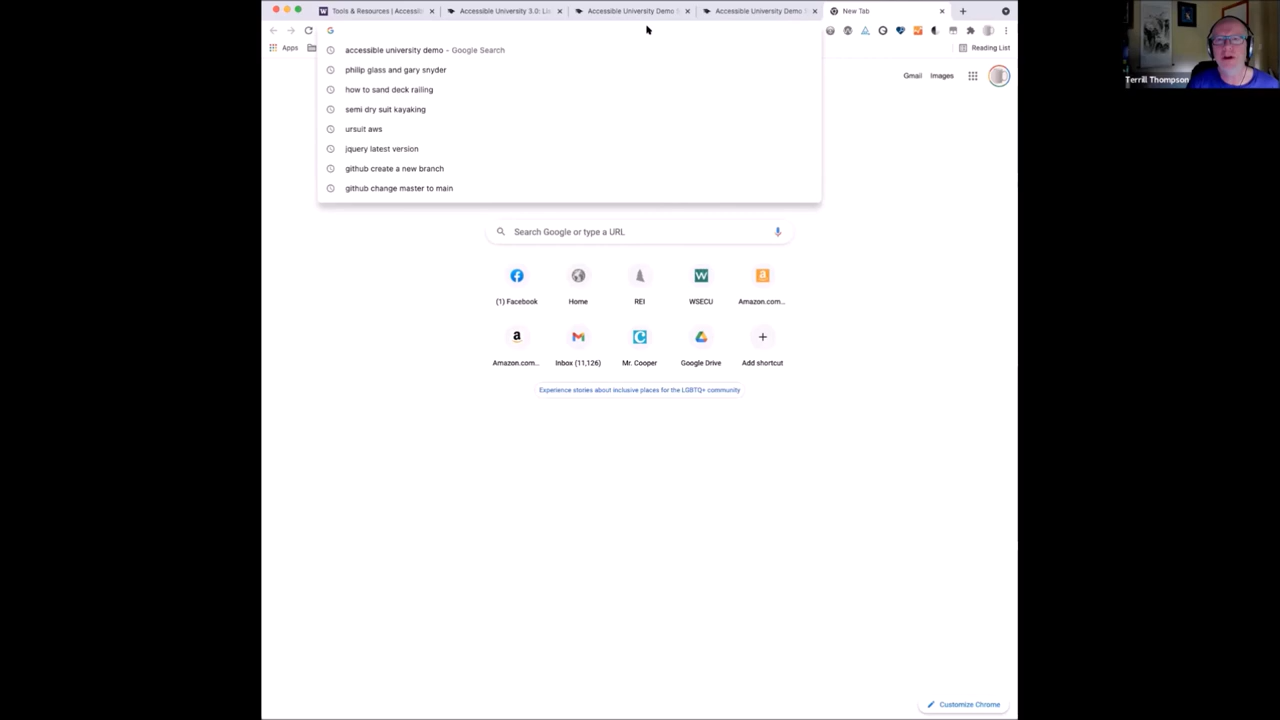 Tools & Resources | Accessib
Accessible University 3.0: Lis
Accessible University Demo S
Accessible University Demo S
New Tab
G
Apps
accessible university demo - Google Search
Reading List
philip glass and gary snyder
Gmail
Images
Terrill Thompson
how to sand deck railing
semi dry suit kayaking
ursuit aws
jquery latest version
github create a new branch
github change master to main
Search Google or type a URL
(1) Facebook
Home
REI
WSECU
Amazon.com...
Amazon.com...
Inbox (11,126)
Mr. Cooper
Google Drive
Add shortcut
Experience stories about inclusive places for the LGBTQ+ community
Customize Chrome